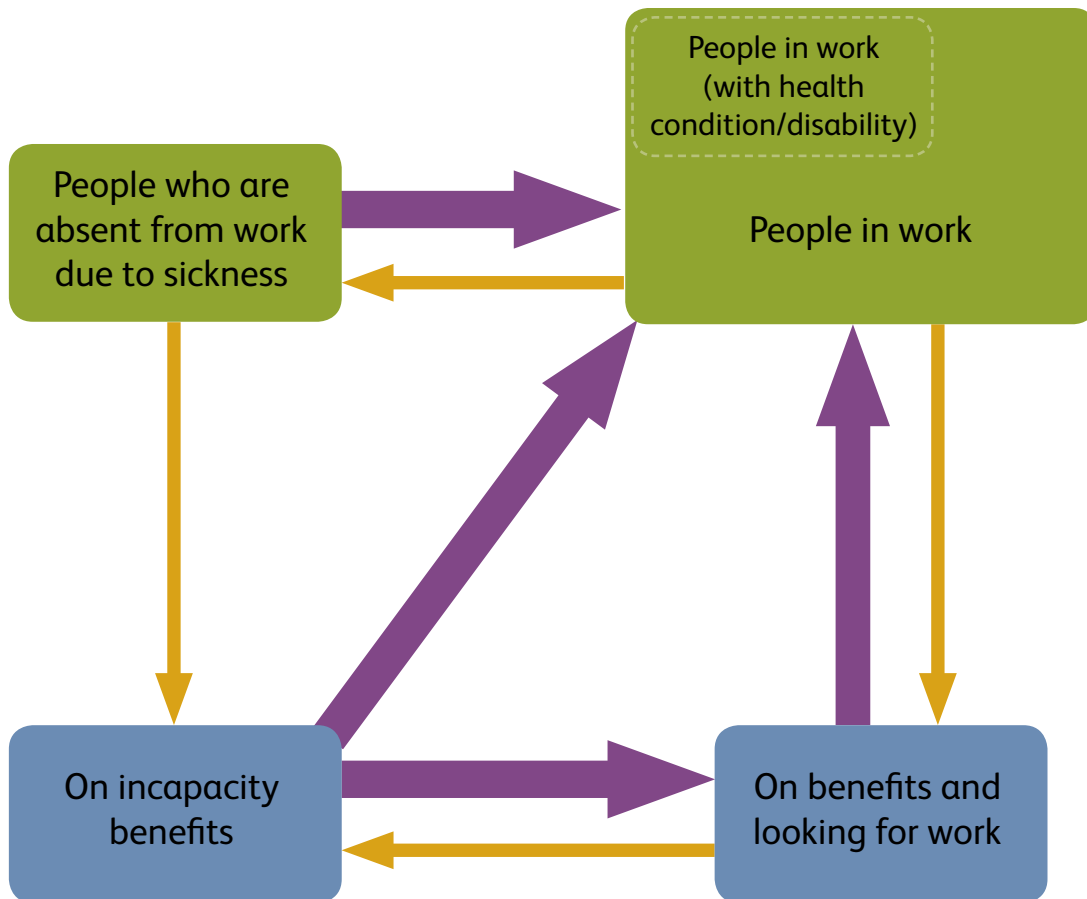 People in work
(with health
condition/disability)
People who are
absent from work
due to sickness
People in work
On incapacity
benefits
On benefits and
looking for work